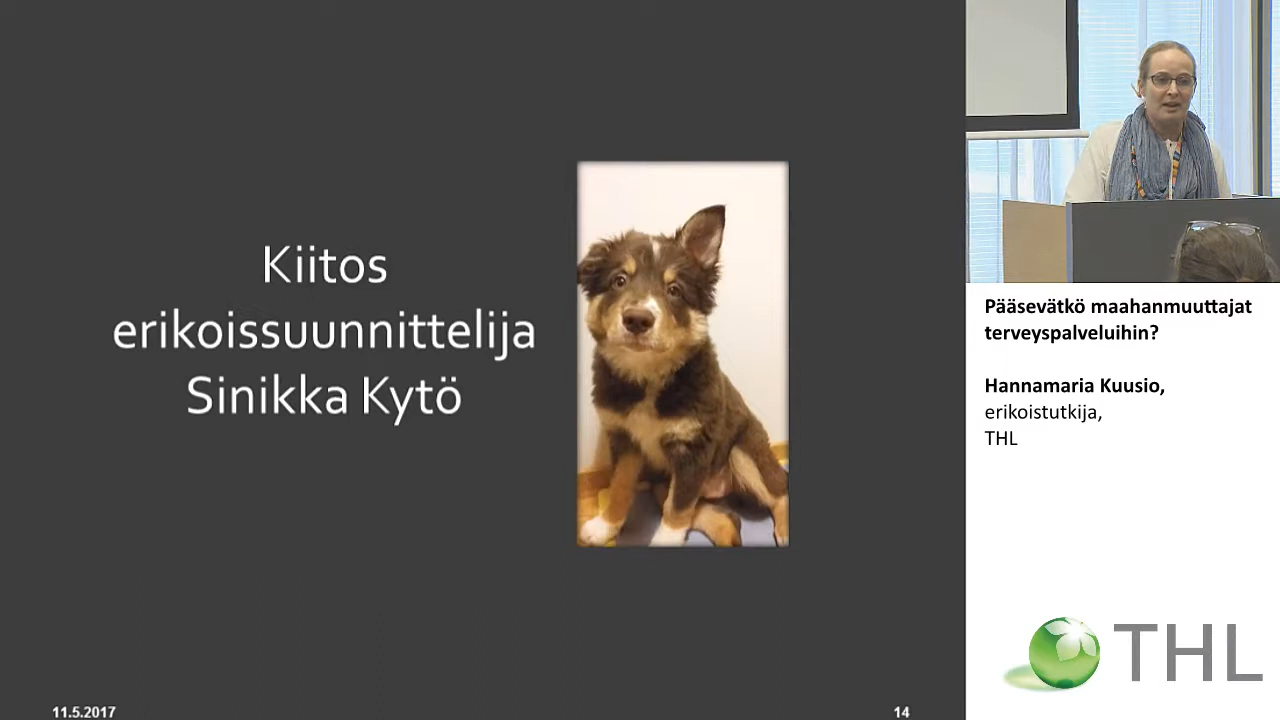 Kiitos
erikoissuunnittelija
Sinikka Kytö
11.5.2017
14
Pääsevätkö maahanmuuttajat
terveyspalveluihin?
Hannamaria Kuusio,
erikoistutkija,
THL
THL